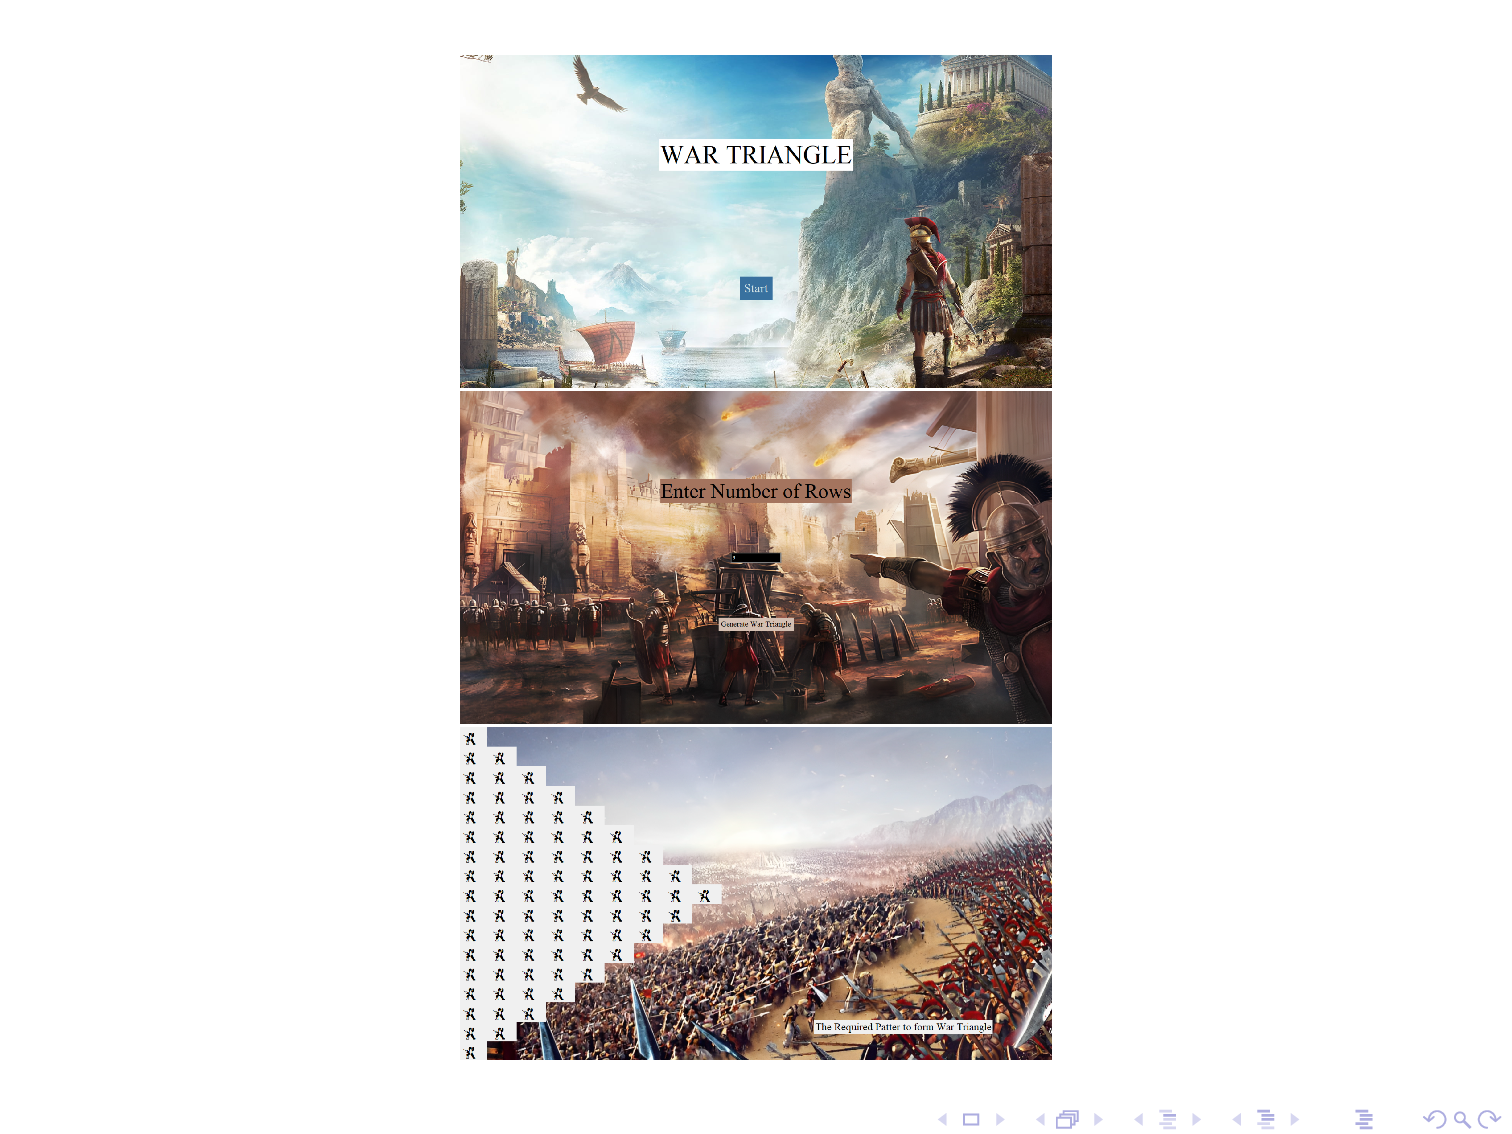 WAR TRIANGLE
Start
Enter Number of Rows
Generate War Triangle
The Required Patter to form War Triangle